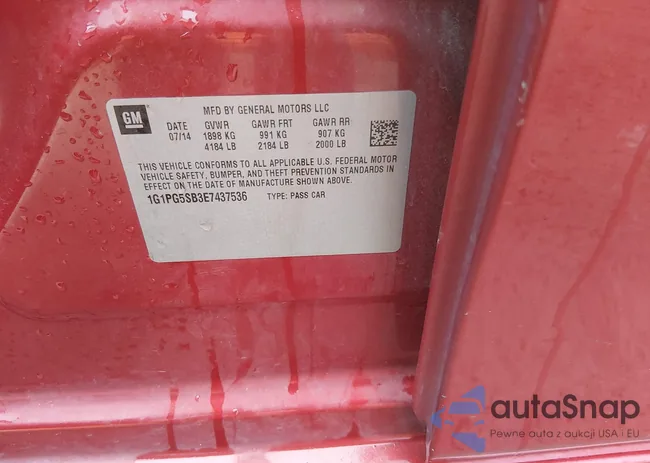 GM
MFD BY GENERAL MOTORS LLC
DATE GVWR GAWR FRT GAWR RR
07/14 1898 KG 991 KG 907 KG
4184 LB 2184 LB 2000 LB
THIS VEHICLE CONFORMS TO ALL APPLICABLE U.S. FEDERAL MOTOR
VEHICLE SAFETY, BUMPER, AND THEFT PREVENTION STANDARDS IN
EFFECT ON THE DATE OF MANUFACTURE SHOWN ABOVE.
1G1PG5SB3E7437536 TYPE: PASS CAR
autaSnap
Pewne auta z aukcji USA · EU